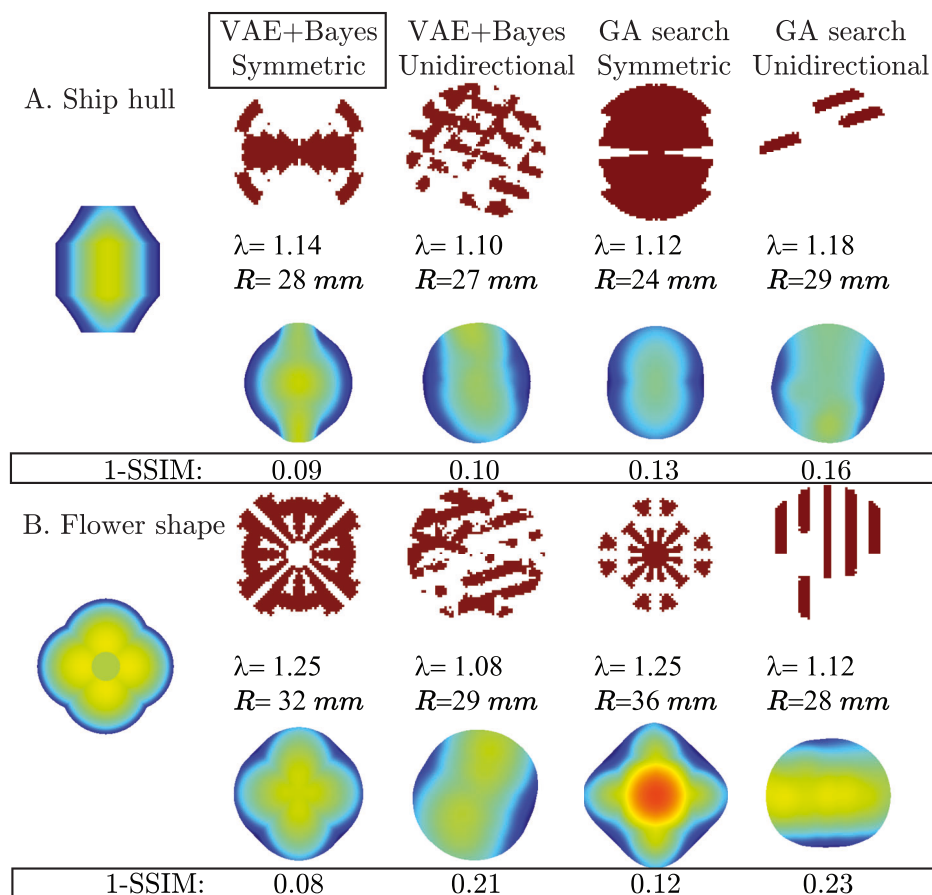 VAE+Bayes VAE+Bayes GA search GA search
Symmetric Unidirectional Symmetric Unidirectional
A. Ship hull
λ= 1.14 λ= 1.10 λ= 1.12 λ= 1.18
R= 28 mm R=27 mm R=24 mm R=29 mm
1-SSIM: 0.09 0.10 0.13 0.16
B. Flower shape
λ= 1.25 λ= 1.08 λ= 1.25 λ= 1.12
R= 32 mm R=29 mm R=36 mm R=28 mm
1-SSIM: 0.08 0.21 0.12 0.23